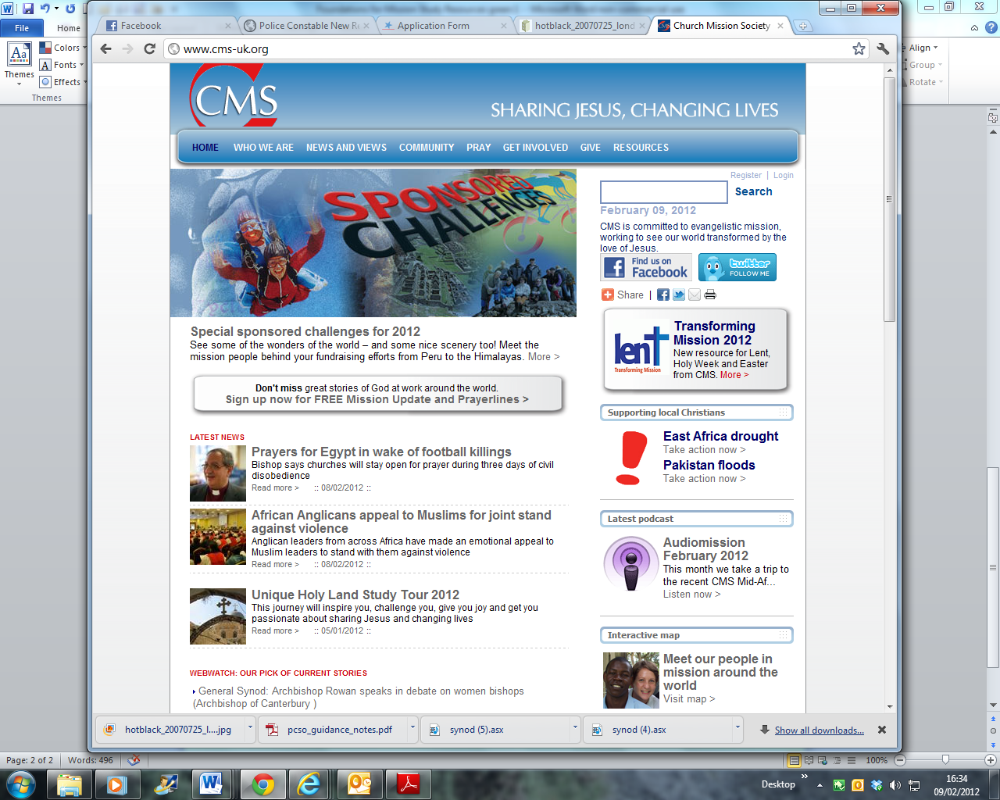 File
Home
Themes
Colors
Fonts
Effects
Themes
Align
Group
Rotate
Facebook
Police Constable New R
Application Form
hotblack_20070725_lond
Church Mission Society
www.cms-uk.org
CMS
SHARING JESUS, CHANGING LIVES
HOME WHO WE ARE NEWS AND VIEWS COMMUNITY PRAY GET INVOLVED GIVE RESOURCES
SPONSORED
CHALLENGES
Special sponsored challenges for 2012
See some of the wonders of the world – and some nice scenery too! Meet the
mission people behind your fundraising efforts from Peru to the Himalayas. More >
Don't miss great stories of God at work around the world.
Sign up now for FREE Mission Update and Prayerlines >
LATEST NEWS
Prayers for Egypt in wake of football killings
Bishop says churches will stay open for prayer during three days of civil
disobedience
Read more > :: 08/02/2012 ::
African Anglicans appeal to Muslims for joint stand
against violence
Anglican leaders from across Africa have made an emotional appeal to
Muslim leaders to stand with them against violence
Read more > :: 08/02/2012 ::
Unique Holy Land Study Tour 2012
This journey will inspire you, challenge you, give you joy and get you
passionate about sharing Jesus and changing lives
Read more > :: 05/01/2012 ::
WEBWATCH: OUR PICK OF CURRENT STORIES
General Synod: Archbishop Rowan speaks in debate on women bishops
(Archbishop of Canterbury )
Register | Login
Search
February 09, 2012
CMS is committed to evangelistic mission,
working to see our world transformed by the
love of Jesus.
Find us on
Facebook
twitter
FOLLOW ME
Share |
lent
Transforming Mission
Transforming
Mission 2012
New resource for Lent,
Holy Week and Easter
from CMS. More >
Supporting local Christians
East Africa drought
Take action now >
Pakistan floods
Take action now >
Latest podcast
Audiomission
February 2012
This month we take a trip to
the recent CMS Mid-Af...
Listen now >
Interactive map
Meet our people in
mission around the
world
Visit map >
hotblack_20070725_l....jpg
pcso_guidance_notes.pdf
synod (5).asx
synod (4).asx
Show all downloads...
Page: 2 of 2
Words: 496
100%
Desktop
16:34
09/02/2012